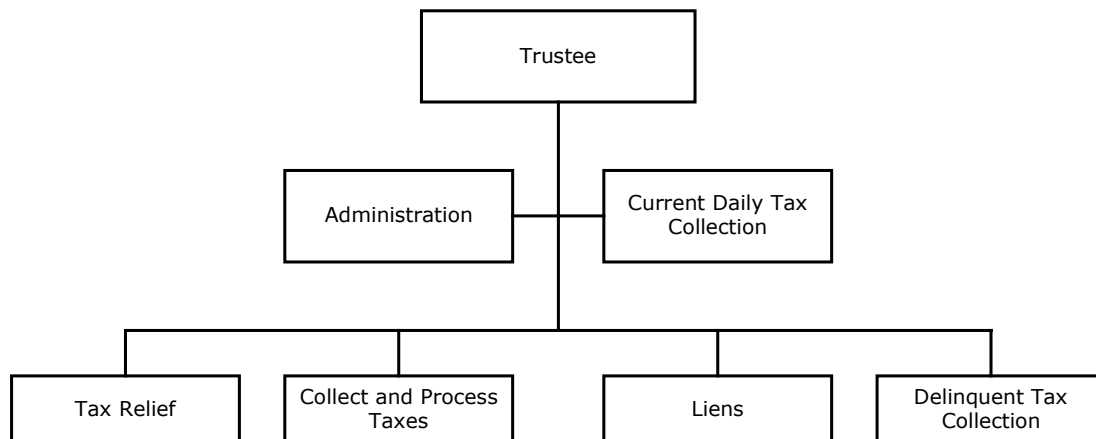 Trustee
Administration
Current Daily Tax
Collection
Tax Relief
Collect and Process
Taxes
Liens
Delinquent Tax
Collection